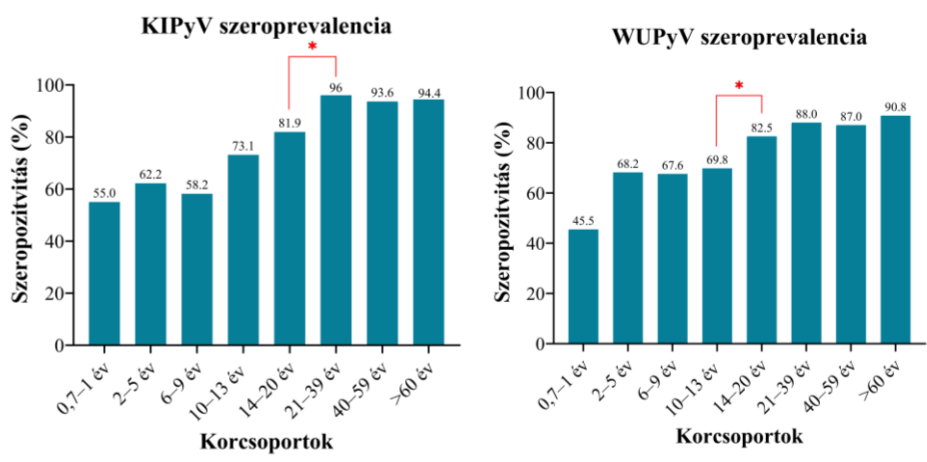 KIPyV szeroprevalencia
*
100
80
60
40
20
0
Szeropozitvitás (%)
55.0
62.2
58.2
73.1
81.9
96
93.6
94.4
0,7–1 év
2–5 év
6–9 év
10–13 év
14–20 év
21–39 év
40–59 év
>60 év
Korcsoportok
WUPyV szeroprevalencia
*
100
80
60
40
20
0
Szeropozitvitás (%)
45.5
68.2
67.6
69.8
82.5
88.0
87.0
90.8
0,7–1 év
2–5 év
6–9 év
10–13 év
14–20 év
21–39 év
40–59 év
>60 év
Korcsoportok